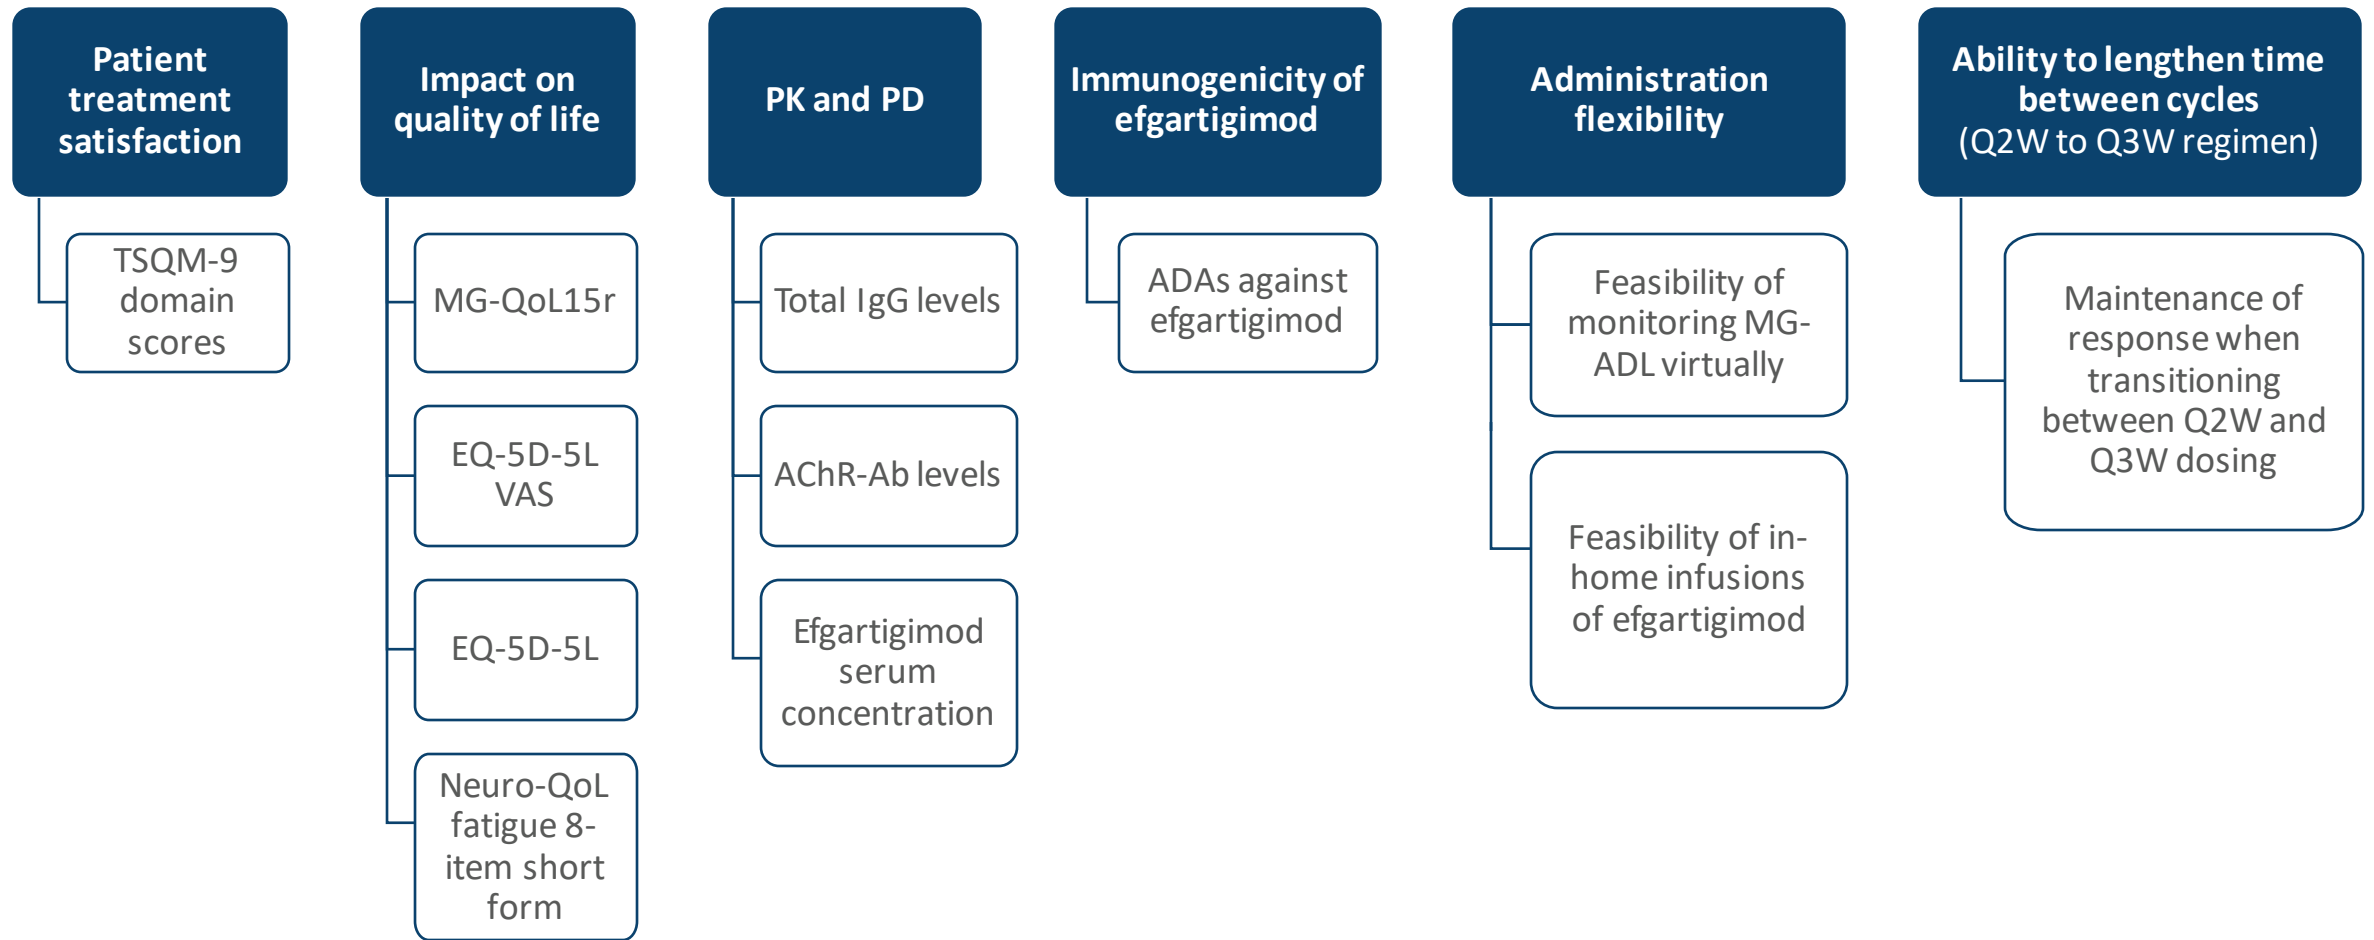 Patient
treatment
satisfaction
TSQM-9
domain
scores
Impact on
quality of life
MG-QoL15r
EQ-5D-5L
VAS
EQ-5D-5L
Neuro-QoL
fatigue 8-
item short
form
PK and PD
Total IgG levels
AChR-Ab levels
Efgartigimod
serum
concentration
Immunogenicity of
efgartigimod
ADAs against
efgartigimod
Administration
flexibility
Feasibility of
monitoring MG-
ADL virtually
Feasibility of in-
home infusions
of efgartigimod
Ability to lengthen time
between cycles
(Q2W to Q3W regimen)
Maintenance of
response when
transitioning
between Q2W and
Q3W dosing